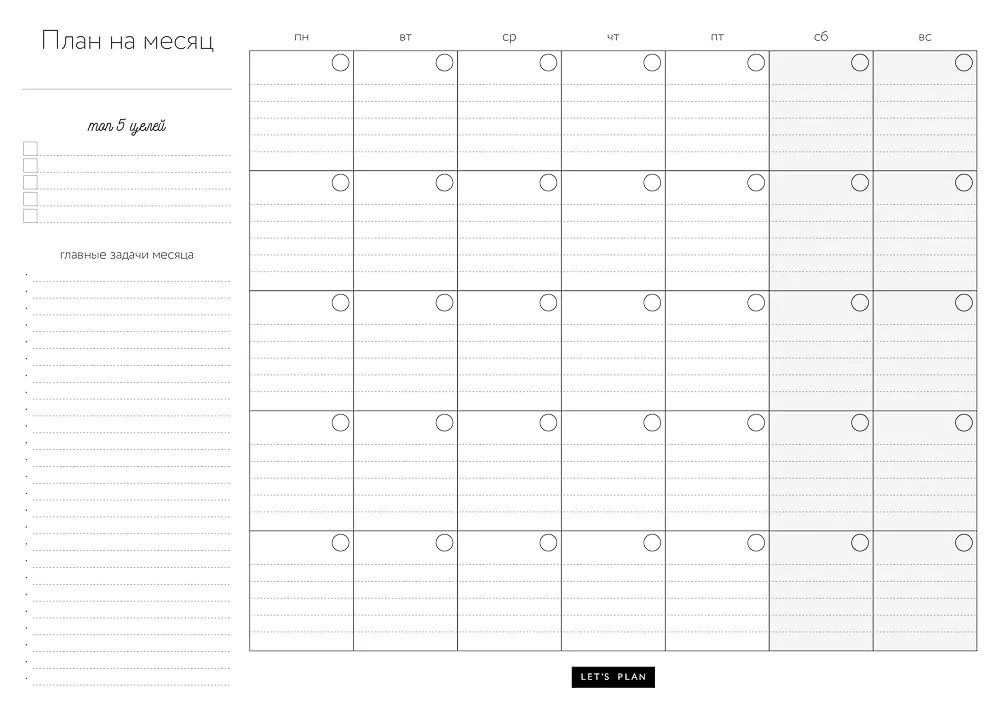 План на месяц
топ 5 целей
главные задачи месяца
пн вт ср чт пт сб вс
LET'S PLAN